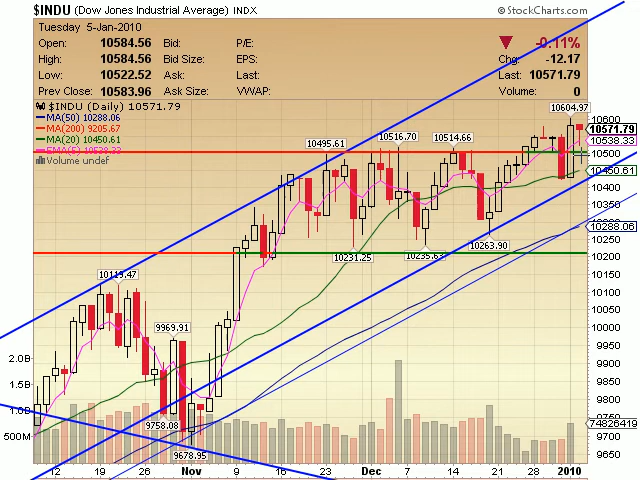 $INDU (Dow Jones Industrial Average) INDX
© StockCharts.com
Tuesday 5-Jan-2010
Open: 10584.56 Bid: P/E: -0.11%
High: 10584.56 Bid Size: EPS: Chg: -12.17
Low: 10522.52 Ask: Last: Last: 10571.79
Prev Close: 10583.96 Ask Size: VWAP: Volume: 0
$INDU (Daily) 10571.79
MA(50) 10288.06
MA(200) 9205.67
MA(20) 10450.61
EMA(5) 10538.33
Volume undef
10604.97
10516.70
10514.66
10495.61
10231.25
10235.63
10263.90
10119.47
9969.91
9758.08
9678.95
10600
10571.79
10538.33
10500
10450.61
10400
10350
10288.06
10250
10200
10150
10100
10050
10000
9950
9900
9850
9800
9700
9650
74826419
2.0B
1.5B
1.0B
500M
12 19 26 Nov 9 16 23 Dec 7 14 21 28 2010